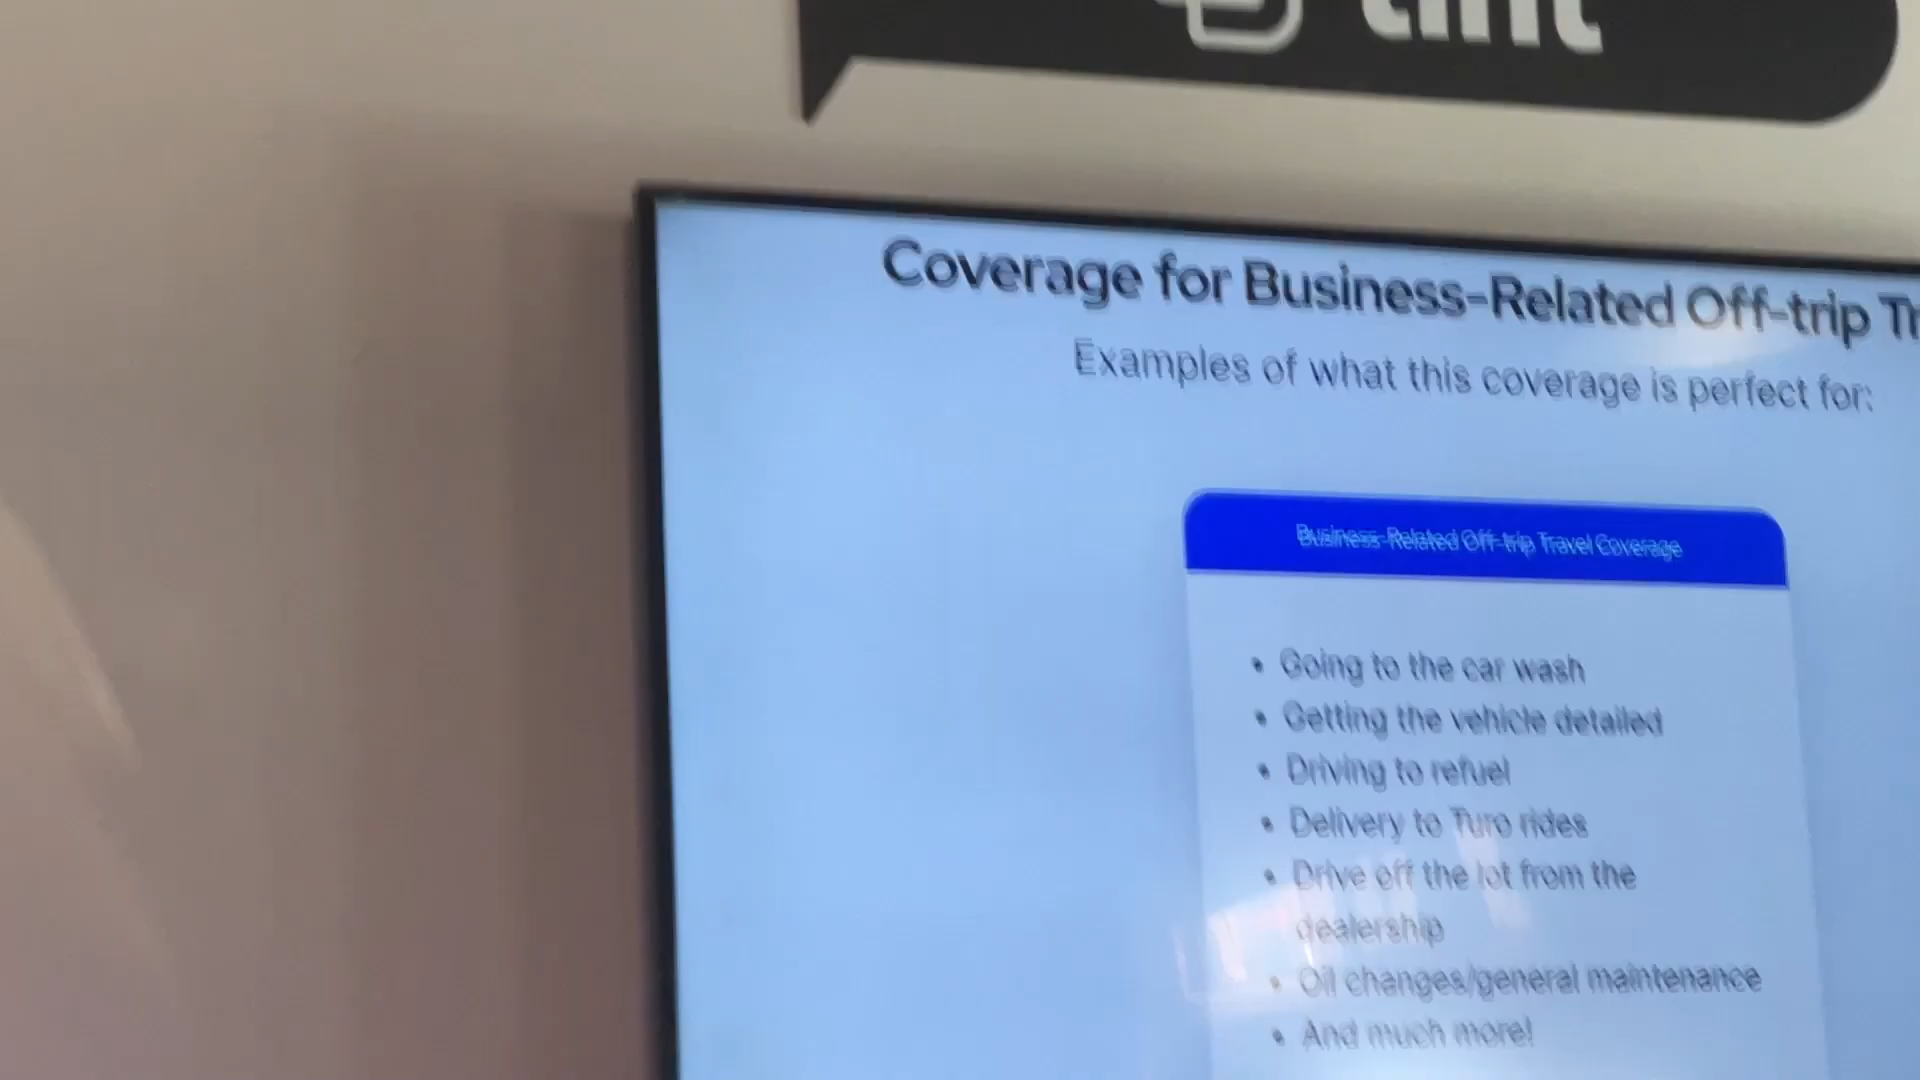 tint
Coverage for Business-Related Off-trip
Examples of what this coverage is perfect for:
Business-Related Off-trip Travel Coverage
• Going to the car wash
• Getting the vehicle detailed
• Driving to refuel
• Delivery to Turo rides
• Drive off the lot from the
dealership
• Oil changes/general maintenance
• And much more!